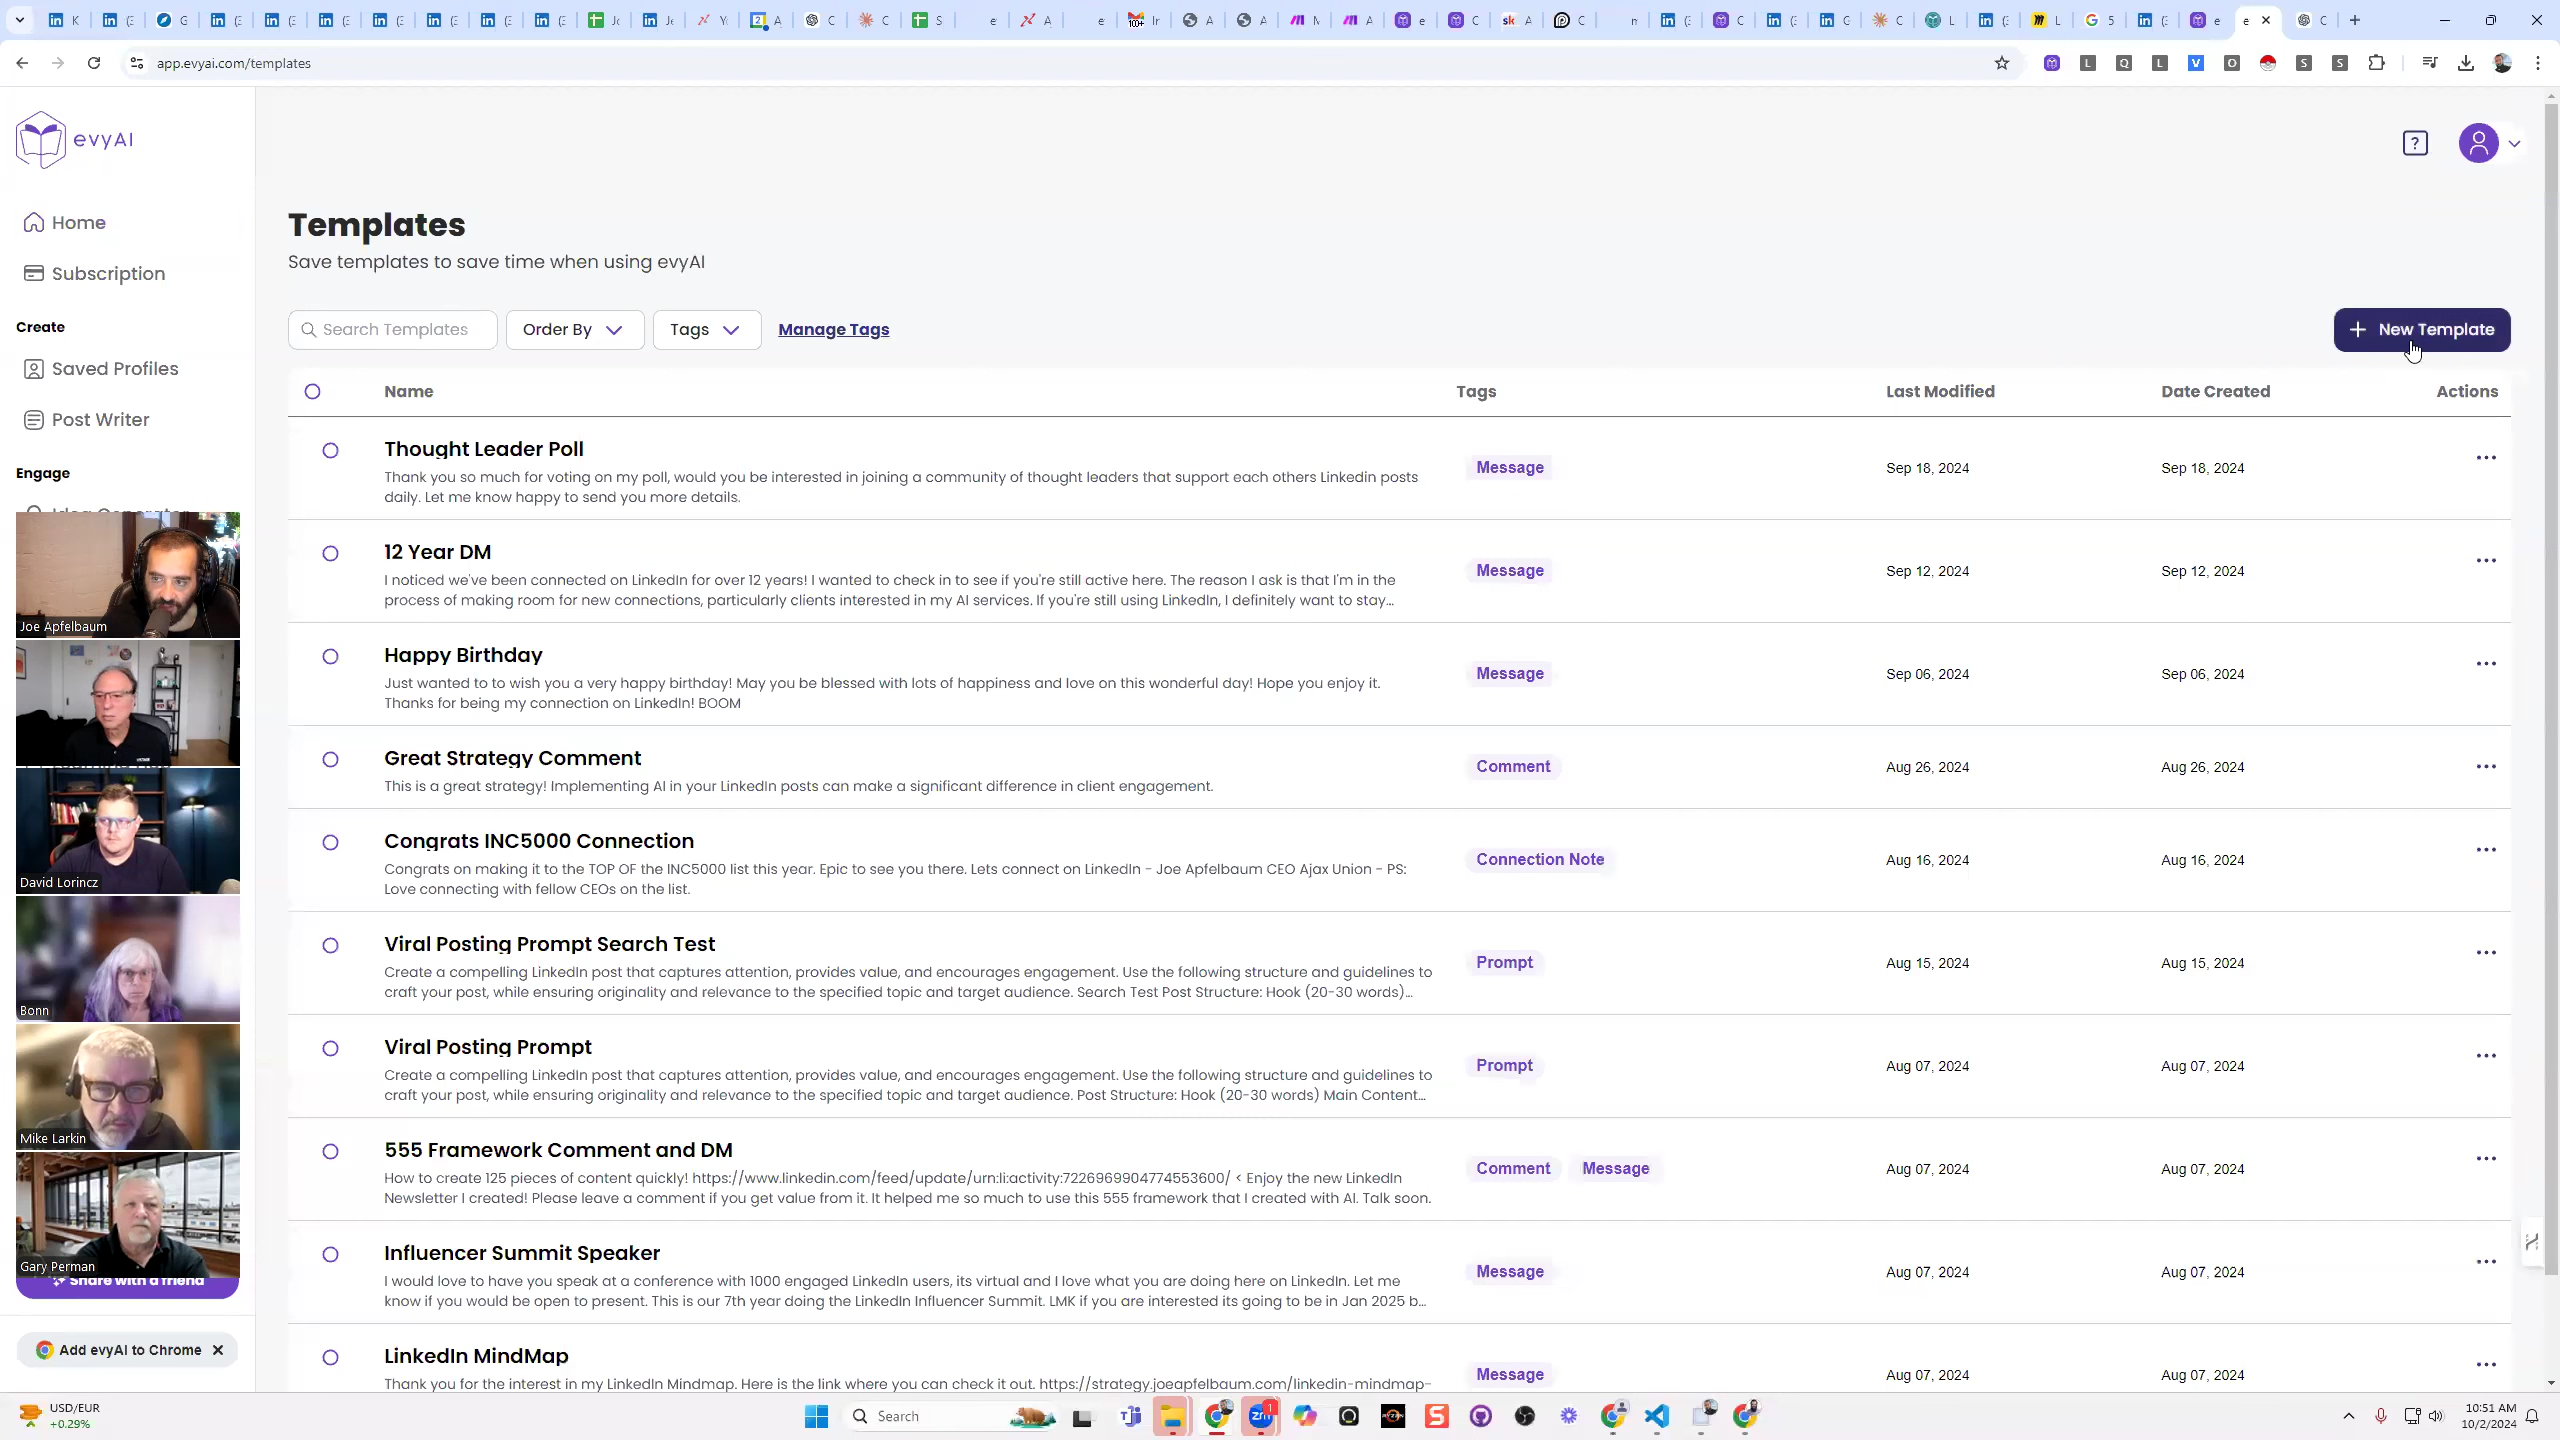 app.evyai.com/templates
evyAI
Home
Subscription
Create
Saved Profiles
Post Writer
Engage
Joe Apfelbaum
David Lorincz
Bonn
Mike Larkin
Gary Perman
Share with a friend
Add evyAI to Chrome
Templates
Save templates to save time when using evyAI
Search Templates
Order By
Tags
Manage Tags
New Template
Name
Tags
Last Modified
Date Created
Actions
Thought Leader Poll
Thank you so much for voting on my poll, would you be interested in joining a community of thought leaders that support each others Linkedin posts
daily. Let me know happy to send you more details.
Message
Sep 18, 2024
Sep 18, 2024
12 Year DM
I noticed we've been connected on LinkedIn for over 12 years! I wanted to check in to see if you're still active here. The reason I ask is that I'm in the
process of making room for new connections, particularly clients interested in my AI services. If you're still using LinkedIn, I definitely want to stay...
Message
Sep 12, 2024
Sep 12, 2024
Happy Birthday
Just wanted to to wish you a very happy birthday! May you be blessed with lots of happiness and love on this wonderful day! Hope you enjoy it.
Thanks for being my connection on LinkedIn! BOOM
Message
Sep 06, 2024
Sep 06, 2024
Great Strategy Comment
This is a great strategy! Implementing AI in your LinkedIn posts can make a significant difference in client engagement.
Comment
Aug 26, 2024
Aug 26, 2024
Congrats INC5000 Connection
Congrats on making it to the TOP OF the INC5000 list this year. Epic to see you there. Lets connect on LinkedIn - Joe Apfelbaum CEO Ajax Union - PS:
Love connecting with fellow CEOs on the list.
Connection Note
Aug 16, 2024
Aug 16, 2024
Viral Posting Prompt Search Test
Create a compelling LinkedIn post that captures attention, provides value, and encourages engagement. Use the following structure and guidelines to
craft your post, while ensuring originality and relevance to the specified topic and target audience. Search Test Post Structure: Hook (20-30 words)...
Prompt
Aug 15, 2024
Aug 15, 2024
Viral Posting Prompt
Create a compelling LinkedIn post that captures attention, provides value, and encourages engagement. Use the following structure and guidelines to
craft your post, while ensuring originality and relevance to the specified topic and target audience. Post Structure: Hook (20-30 words) Main Content...
Prompt
Aug 07, 2024
Aug 07, 2024
555 Framework Comment and DM
How to create 125 pieces of content quickly! https://www.linkedin.com/feed/update/urn:li:activity:7226969904774553600/ < Enjoy the new LinkedIn
Newsletter I created! Please leave a comment if you get value from it. It helped me so much to use this 555 framework that I created with AI. Talk soon.
Comment
Message
Aug 07, 2024
Aug 07, 2024
Influencer Summit Speaker
I would love to have you speak at a conference with 1000 engaged LinkedIn users, its virtual and I love what you are doing here on LinkedIn. Let me
know if you would be open to present. This is our 7th year doing the LinkedIn Influencer Summit. LMK if you are interested its going to be in Jan 2025 b...
Message
Aug 07, 2024
Aug 07, 2024
LinkedIn MindMap
Thank you for the interest in my LinkedIn Mindmap. Here is the link where you can check it out. https://strategy.joeapfelbaum.com/linkedin-mindmap-
Message
Aug 07, 2024
Aug 07, 2024
USD/EUR
+0.29%
Search
10:51 AM
10/2/2024